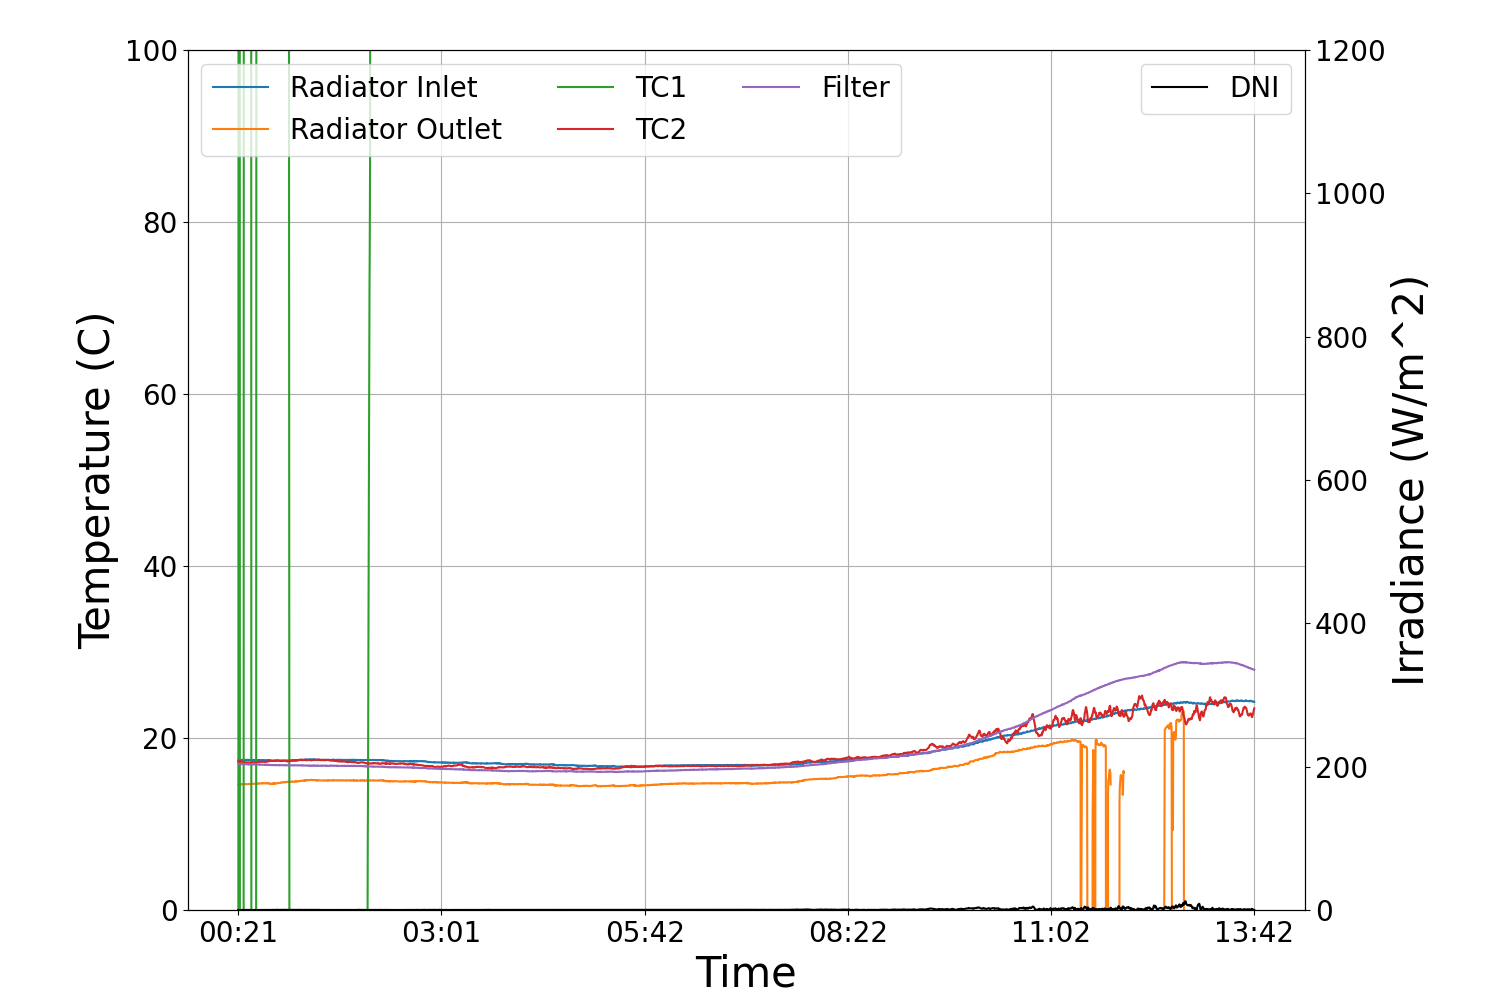 100
80
60
40
20
0
Temperature (C)
Radiator Inlet
Radiator Outlet
TC1
TC2
Filter
DNI
1200
1000
800
600
400
200
0
Irradiance (W/m^2)
00:21 03:01 05:42 08:22 11:02 13:42
Time